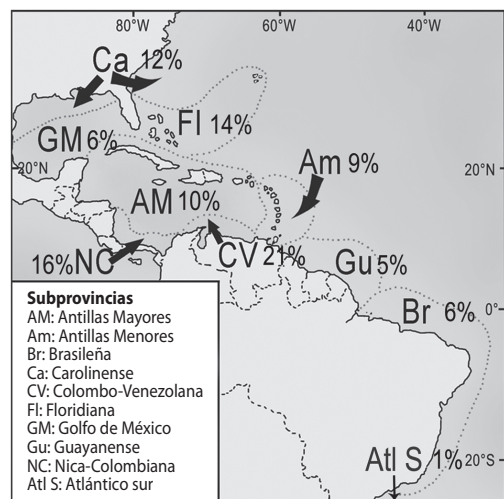 80°W
60°W
40°W
Ca 12%
Fl 14%
GM 6%
20°N
20°N
Am 9%
AM 10%
16% NC
CV 21%
Gu 5%
Br 6%
0°
Atl S 1%
20°S
Subprovincias
AM: Antillas Mayores
Am: Antillas Menores
Br: Brasileña
Ca: Carolinense
CV: Colombo-Venezolana
Fl: Floridiana
GM: Golfo de México
Gu: Guayanense
NC: Nica-Colombiana
Atl S: Atlántico sur